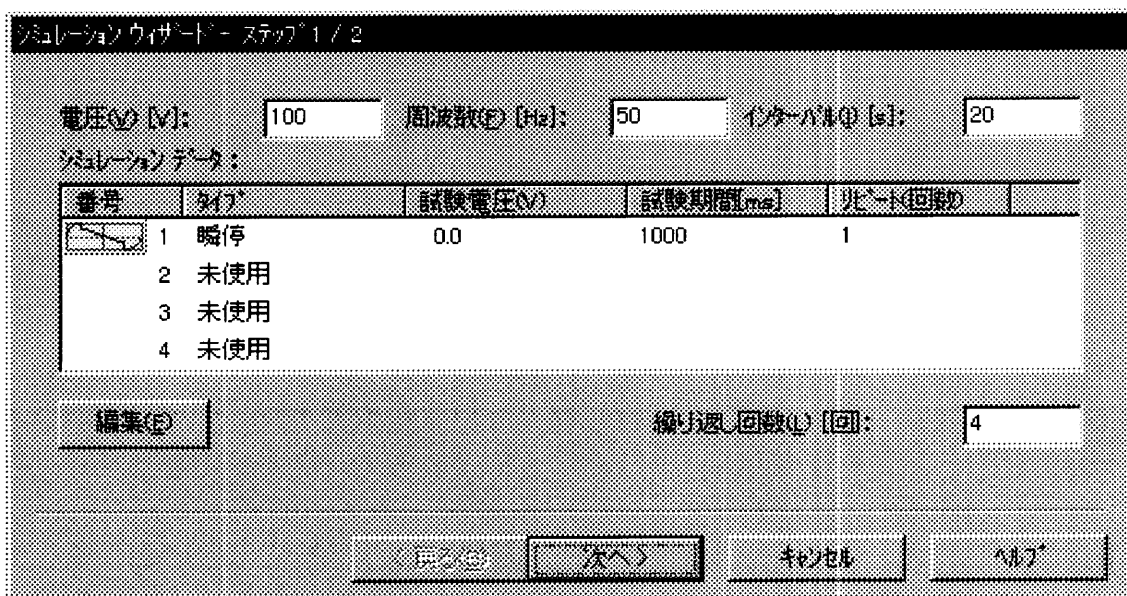 シミュレーション ウィザード - ステップ 1 / 2
電圧(V) [V]: 100 周波数(F) [Hz]: 50 インターバル(I) [s]: 20
シミュレーション データ:
番号 タイプ 試験電圧(V) 試験期間[ms] リピート(回数)
1 瞬停 0.0 1000 1
2 未使用
3 未使用
4 未使用
編集(E) 繰り返し回数(L) [回]: 4
< 戻る(B) 次へ > キャンセル ヘルプ